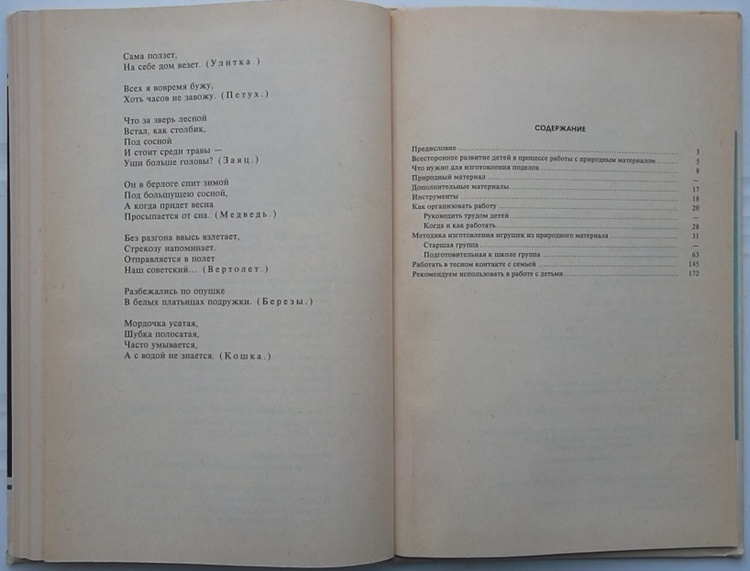 Сама ползет,
На себе дом везет. (Улитка.)
Всех я вовремя бужу,
Хоть часов не завожу. (Петух.)
Что за зверь лесной
Встал, как столбик,
Под сосной
И стоит среди травы —
Уши больше головы? (Заяц.)
Он в берлоге спит зимой
Под большущею сосной,
А когда придет весна
Просыпается от сна. (Медведь.)
Без разгона ввысь взлетает,
Стрекозу напоминает.
Отправляется в полет
Наш советский... (Вертолет.)
Разбежались по опушке
В белых платьицах подружки. (Березы.)
Мордочка усатая,
Шубка полосатая,
Часто умывается,
А с водой не знается. (Кошка.)
СОДЕРЖАНИЕ
Предисловие 3
Всестороннее развитие детей в процессе работы с природным материалом 5
Что нужно для изготовления поделок 8
Природный материал —
Дополнительные материалы 17
Инструменты 18
Как организовать работу 20
Руководить трудом детей —
Когда и как работать 28
Методика изготовления игрушек из природного материала 31
Старшая группа —
Подготовительная к школе группа 63
Работать в тесном контакте с семьей 145
Рекомендуем использовать в работе с детьми 172